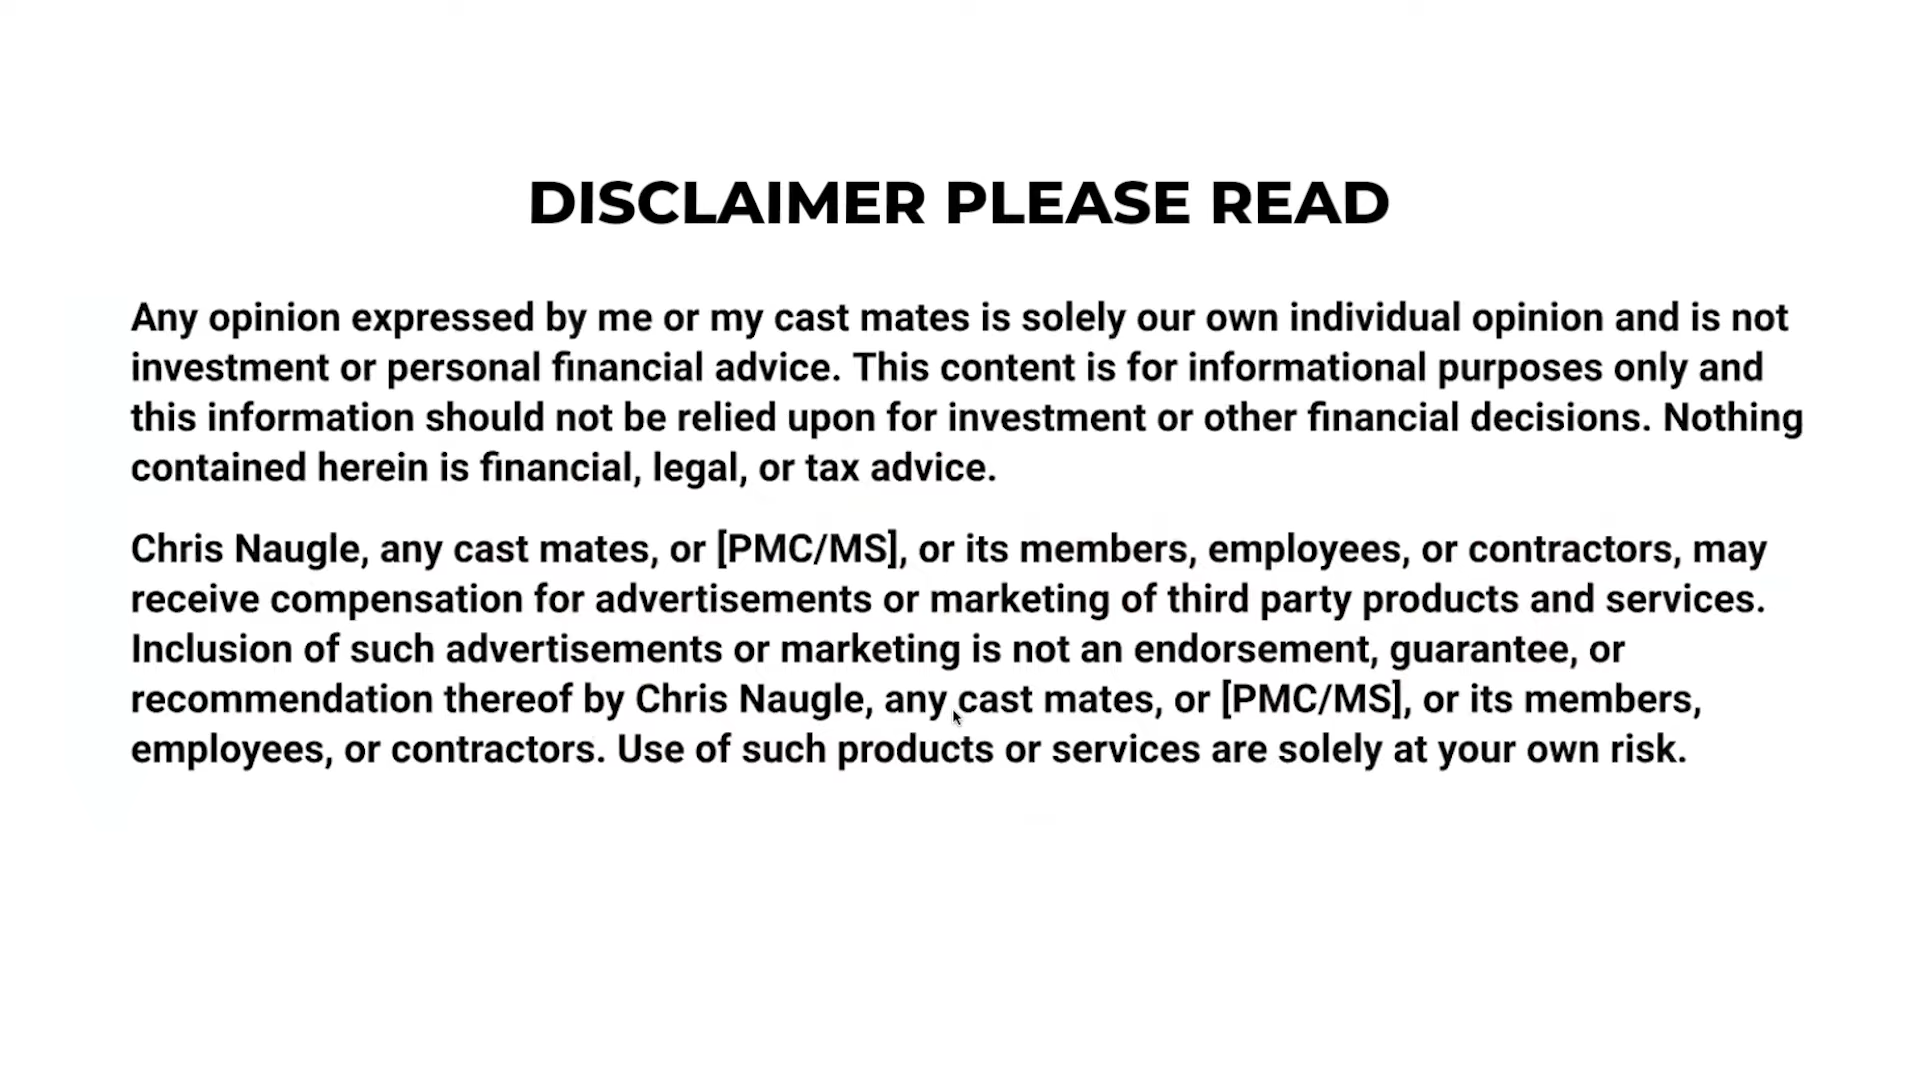 DISCLAIMER PLEASE READ
Any opinion expressed by me or my cast mates is solely our own individual opinion and is not
investment or personal financial advice. This content is for informational purposes only and
this information should not be relied upon for investment or other financial decisions. Nothing
contained herein is financial, legal, or tax advice.
Chris Naugle, any cast mates, or [PMC/MS], or its members, employees, or contractors, may
receive compensation for advertisements or marketing of third party products and services.
Inclusion of such advertisements or marketing is not an endorsement, guarantee, or
recommendation thereof by Chris Naugle, any cast mates, or [PMC/MS], or its members,
employees, or contractors. Use of such products or services are solely at your own risk.